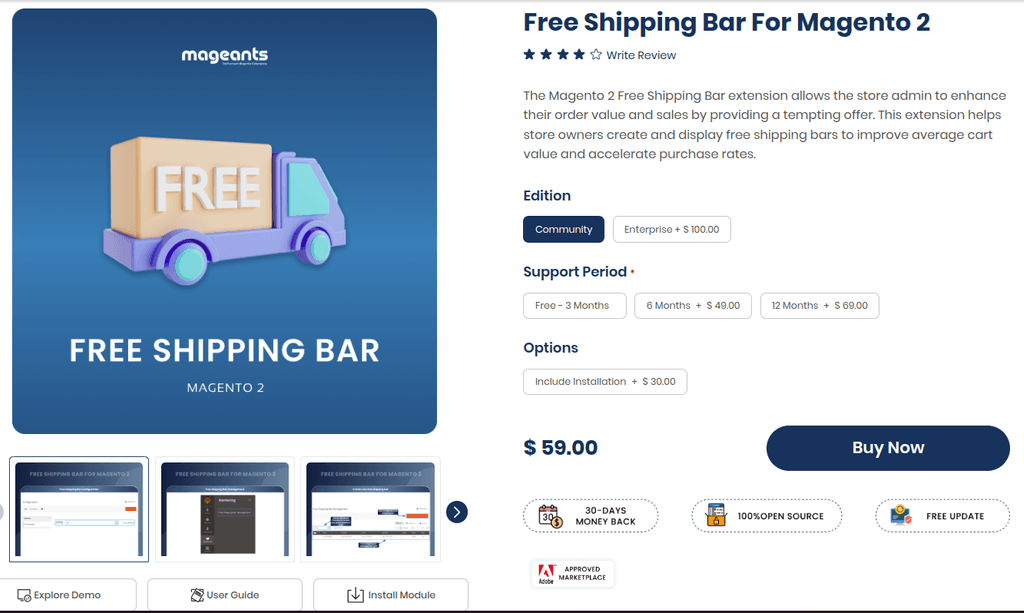 mageants
FREE
FREE SHIPPING BAR
MAGENTO 2
FREE SHIPPING BAR FOR MAGENTO 2
FREE SHIPPING BAR FOR MAGENTO 2
FREE SHIPPING BAR FOR MAGENTO 2
Explore Demo
User Guide
Install Module
Free Shipping Bar For Magento 2
Write Review
The Magento 2 Free Shipping Bar extension allows the store admin to enhance
their order value and sales by providing a tempting offer. This extension helps
store owners create and display free shipping bars to improve average cart
value and accelerate purchase rates.
Edition
Community
Enterprise + $ 100.00
Support Period *
Free - 3 Months
6 Months + $ 49.00
12 Months + $ 69.00
Options
Include Installation + $ 30.00
$ 59.00
Buy Now
30
30-DAYS
MONEY BACK
100%OPEN SOURCE
FREE UPDATE
Adobe
APPROVED
MARKETPLACE